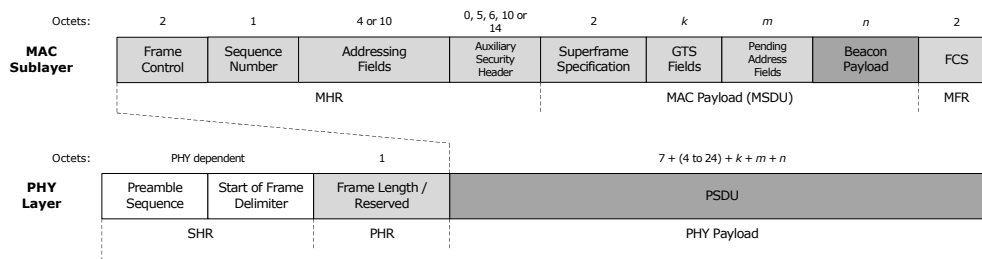 Octets: 2 1 4 or 10 0, 5, 6, 10 or 14 2 k m n 2
MAC Sublayer
Frame Control
Sequence Number
Addressing Fields
Auxiliary Security Header
Superframe Specification
GTS Fields
Pending Address Fields
Beacon Payload
FCS
MHR MAC Payload (MSDU) MFR
Octets: PHY dependent 1 7 + (4 to 24) + k + m + n
PHY Layer
Preamble Sequence
Start of Frame Delimiter
Frame Length / Reserved
PSDU
SHR PHR PHY Payload